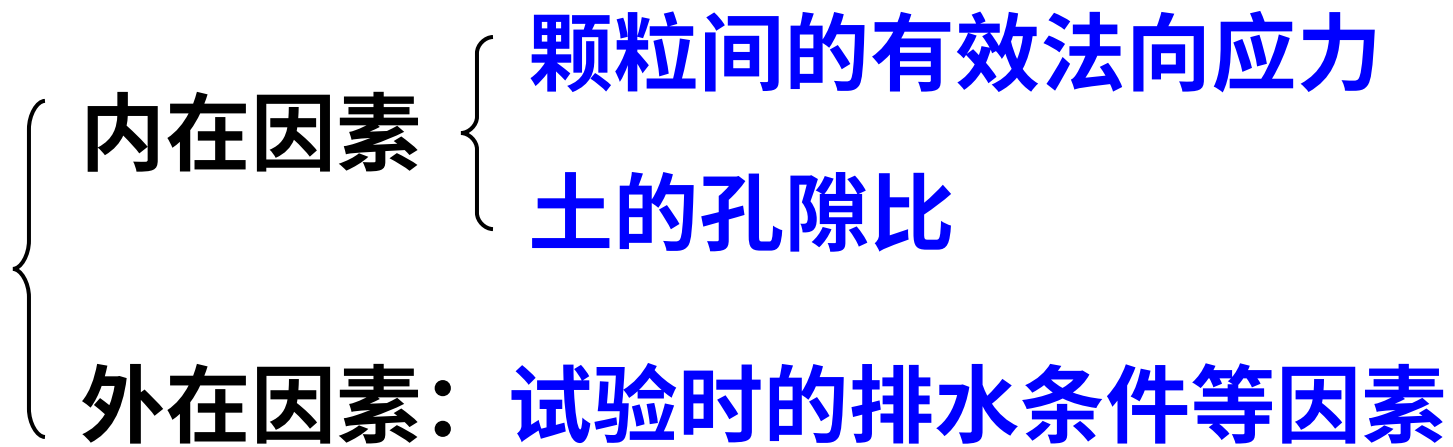 颗粒间的有效法向应力
内在因素
土的孔隙比
外在因素：试验时的排水条件等因素